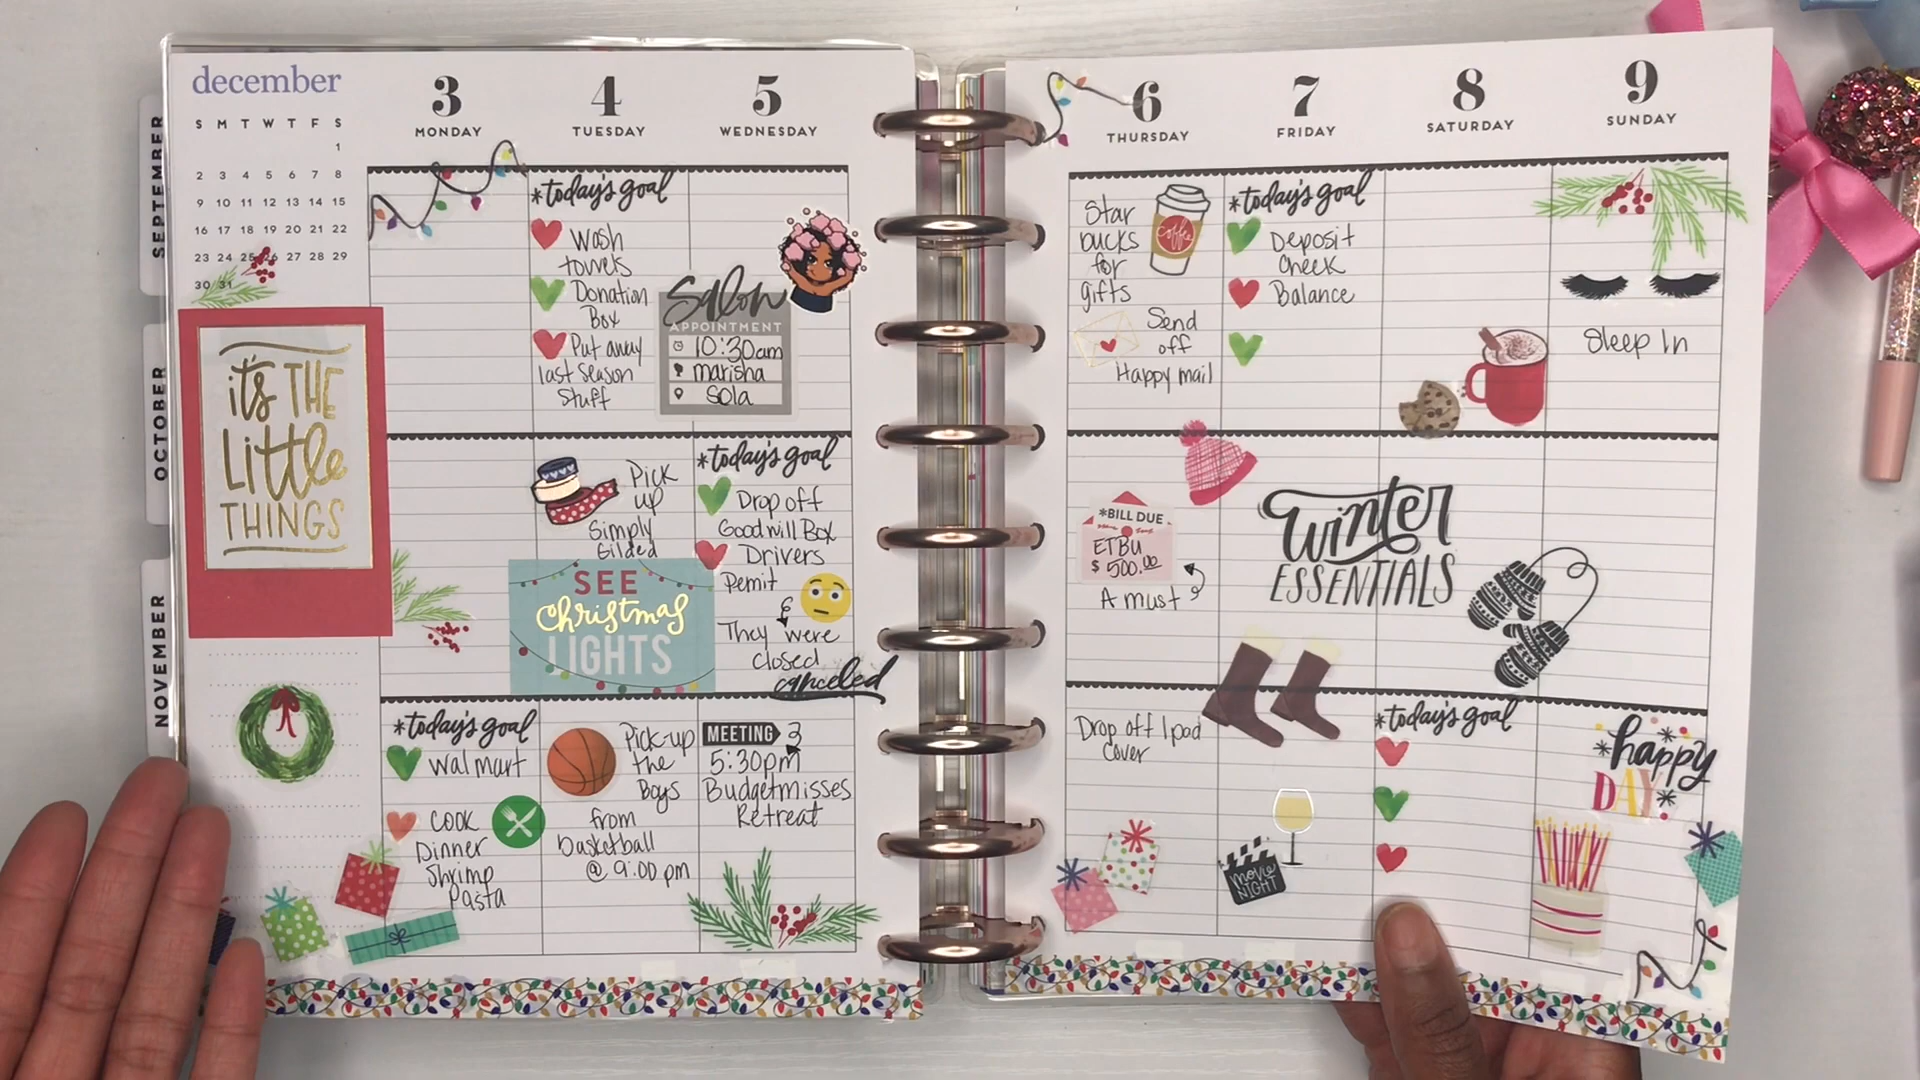 SEPTEMBER
OCTOBER
NOVEMBER
december
S M T W T F S
1
2 3 4 5 6 7 8
9 10 11 12 13 14 15
16 17 18 19 20 21 22
23 24 25 26 27 28 29
30 31
it's THE
Little
THINGS
3
MONDAY
*today's goal
Walmart
Cook
Dinner
Shrimp
Pasta
4
TUESDAY
*today's goal
Wash
towels
Donation
Box
Put away
last season
Stuff
Pick
up
Simply
Gilded
SEE
Christmas
LIGHTS
Pick-up
the
Boys
from
basketball
@ 9:00 pm
5
WEDNESDAY
Salon
APPOINTMENT
10:30am
marisha
Sola
*today's goal
Drop off
Goodwill Box
Drivers
Pemit
&
They were
closed
canceled
MEETING 3
5:30pm
Budgetmisses
Retreat
6
THURSDAY
Star
bucks
for
gifts
coffee
Send
off
Happy mail
*BILL DUE
ETBU
$ 500.00
A must
Drop off Ipod
cover
7
FRIDAY
*today's goal
Deposit
Check
Balance
Winter
ESSENTIALS
MOVIE
NIGHT
8
SATURDAY
*today's goal
9
SUNDAY
Sleep In
*happy
DAY*